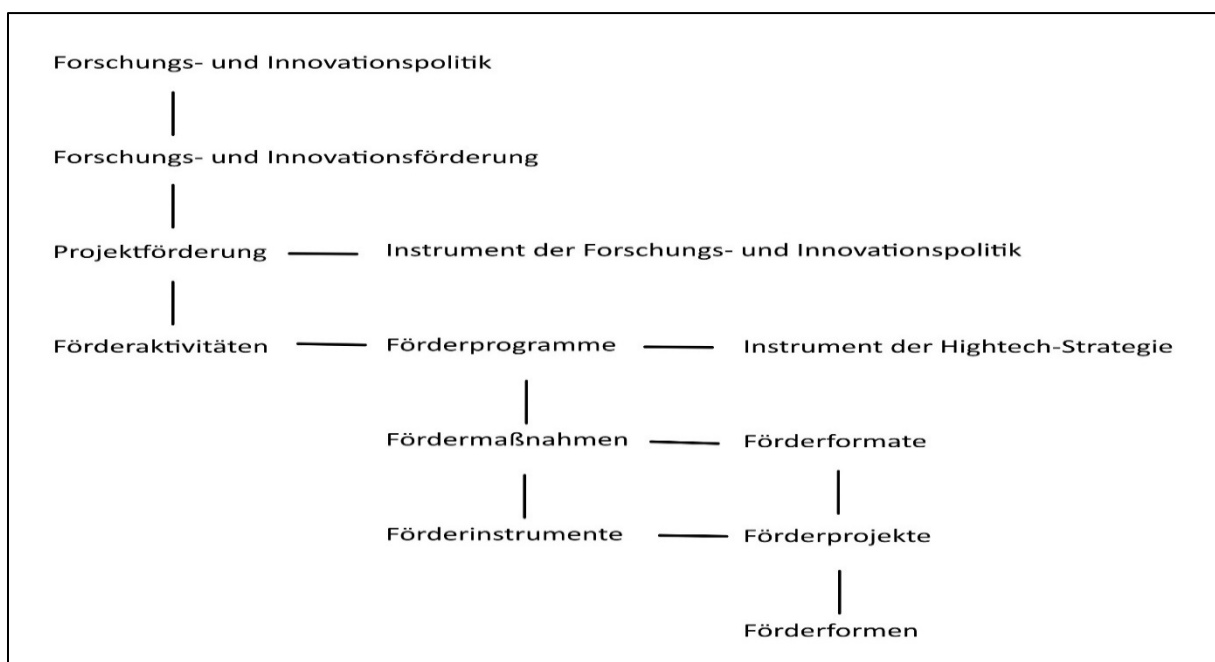 Forschungs- und Innovationspolitik
Forschungs- und Innovationsförderung
Projektförderung
Instrument der Forschungs- und Innovationspolitik
Förderaktivitäten
Förderprogramme
Instrument der Hightech-Strategie
Fördermaßnahmen
Förderformate
Förderinstrumente
Förderprojekte
Förderformen